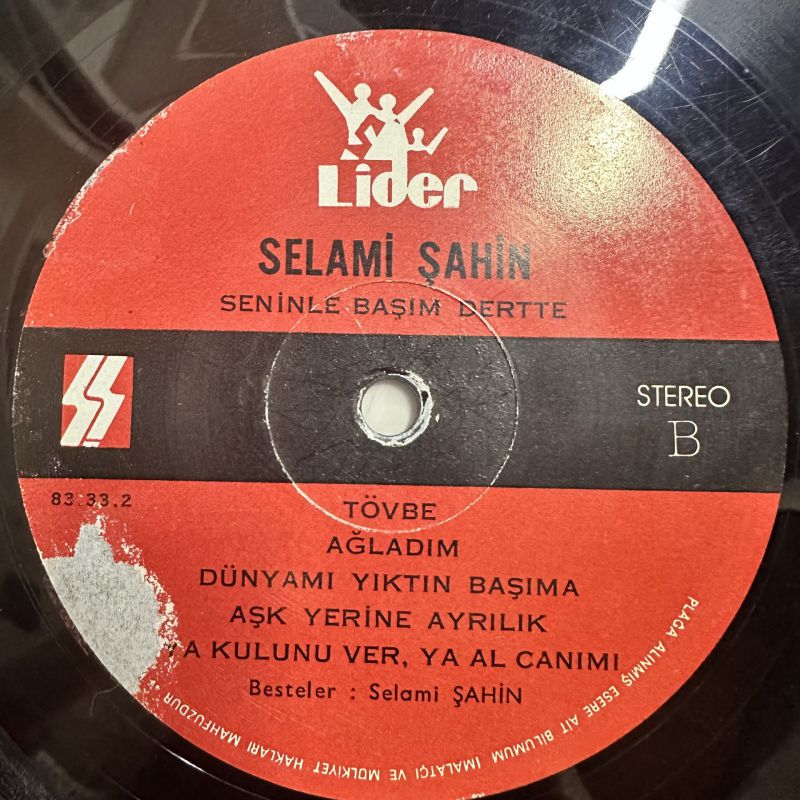 Lider
SELAMİ ŞAHİN
SENİNLE BAŞIM DERTTE
STEREO
B
83.33.2
TÖVBE
AĞLADIM
DÜNYAMI YIKTIN BAŞIMA
AŞK YERİNE AYRILIK
YA KULUNU VER, YA AL CANIMI
Besteler : Selami ŞAHİN
PLAĞA ALINMIŞ ESERE AİT BİLUMUM İMALATÇI VE MÜLKİYET HAKLARI MAHFUZDUR